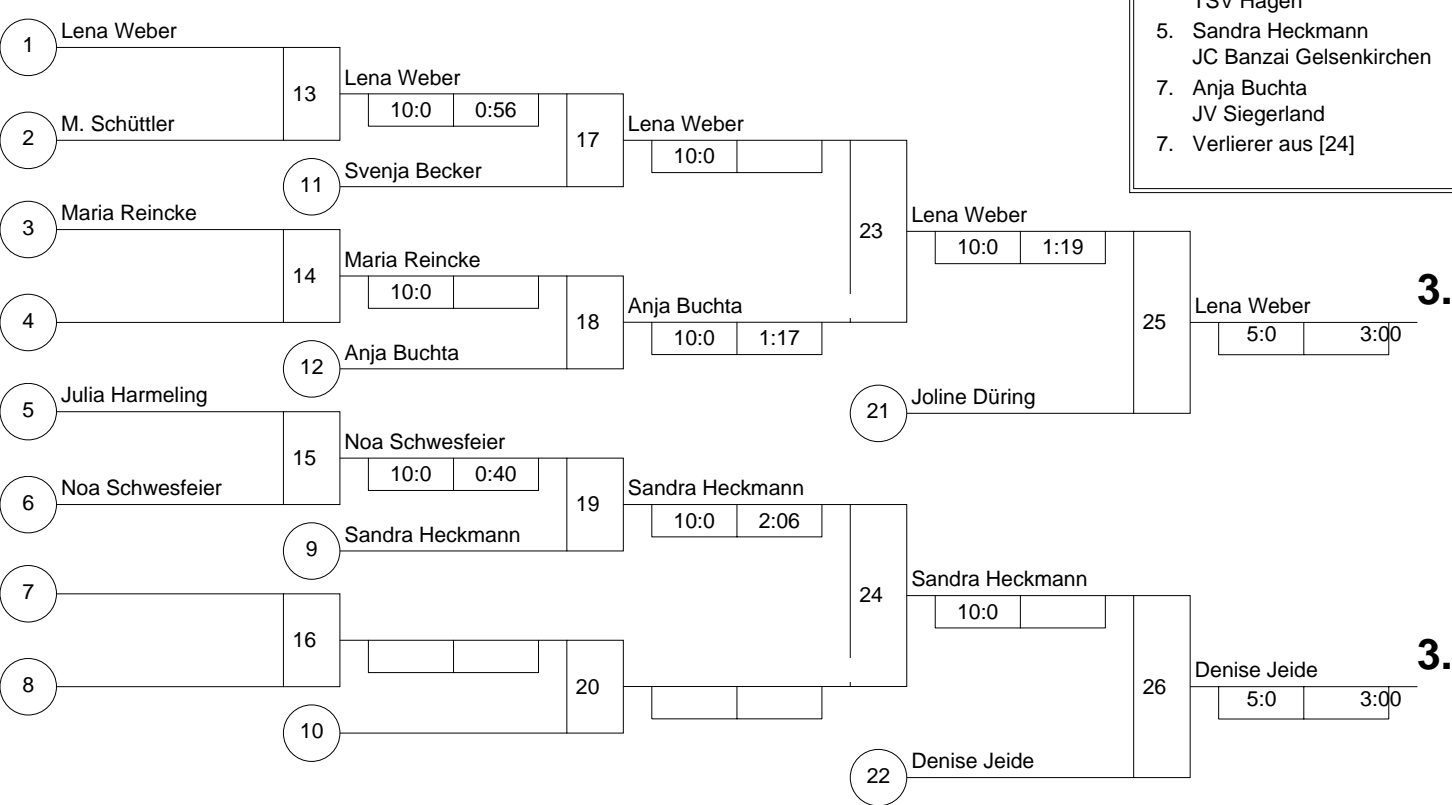 TSV Hagen
5. Sandra Heckmann
JC Banzai Gelsenkirchen
7. Anja Buchta
JV Siegerland
7. Verlierer aus [24]
1 Lena Weber
2 M. Schüttler
3 Maria Reincke
4
5 Julia Harmeling
6 Noa Schwesfeier
7
8
13 Lena Weber
10:0 0:56
11 Svenja Becker
14 Maria Reincke
10:0
12 Anja Buchta
15 Noa Schwesfeier
10:0 0:40
9 Sandra Heckmann
16
10
17 Lena Weber
10:0
18 Anja Buchta
10:0 1:17
19 Sandra Heckmann
10:0 2:06
20
23 Lena Weber
10:0 1:19
21 Joline Düring
24 Sandra Heckmann
10:0
22 Denise Jeide
25 Lena Weber 3.
5:0 3:00
26 Denise Jeide 3.
5:0 3:00